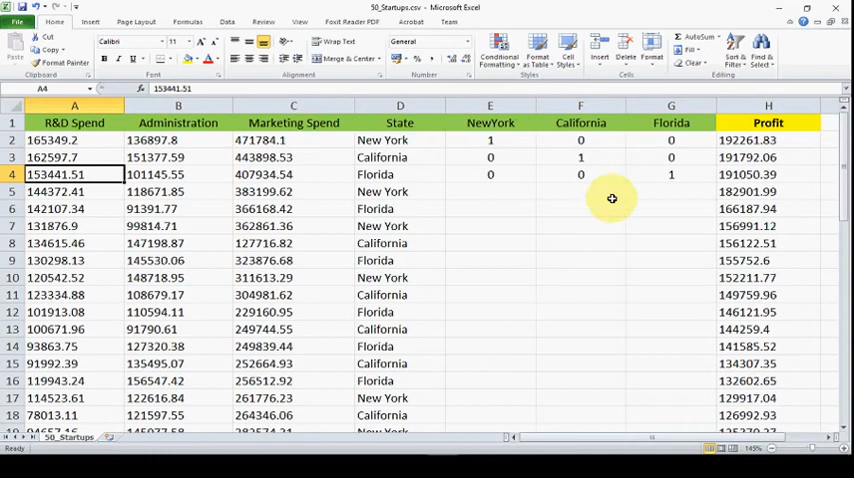 50_Startups.csv - Microsoft Excel
File Home Insert Page Layout Formulas Data Review View Foxit Reader PDF Acrobat Team
Cut
Copy
Format Painter
Paste
Clipboard
Calibri 11
B I U
Font
Wrap Text
Merge & Center
Alignment
General
$ % ,
Number
Conditional Formatting
Format as Table
Cell Styles
Styles
Insert Delete Format
Cells
AutoSum
Fill
Clear
Sort & Filter
Find & Select
Editing
A4 fx 153441.51
A B C D E F G H
1 R&D Spend Administration Marketing Spend State NewYork California Florida Profit
2 165349.2 136897.8 471784.1 New York 1 0 0 192261.83
3 162597.7 151377.59 443898.53 California 0 1 0 191792.06
4 153441.51 101145.55 407934.54 Florida 0 0 1 191050.39
5 144372.41 118671.85 383199.62 New York 182901.99
6 142107.34 91391.77 366168.42 Florida 166187.94
7 131876.9 99814.71 362861.36 New York 156991.12
8 134615.46 147198.87 127716.82 California 156122.51
9 130298.13 145530.06 323876.68 Florida 155752.6
10 120542.52 148718.95 311613.29 New York 152211.77
11 123334.88 108679.17 304981.62 California 149759.96
12 101913.08 110594.11 229160.95 Florida 146121.95
13 100671.96 91790.61 249744.55 California 144259.4
14 93863.75 127320.38 249839.44 Florida 141585.52
15 91992.39 135495.07 252664.93 California 134307.35
16 119943.24 156547.42 256512.92 Florida 132602.65
17 114523.61 122616.84 261776.23 New York 129917.04
18 78013.11 121597.55 264346.06 California 126992.93
50_Startups
Ready 145%